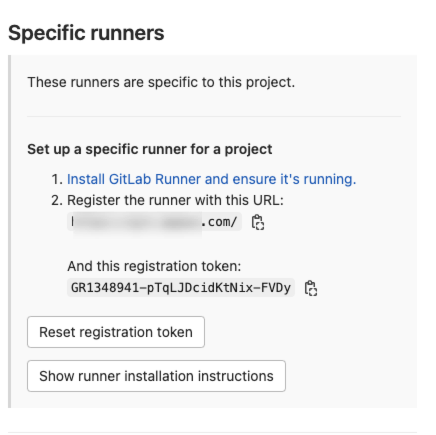 Specific runners
These runners are specific to this project.
Set up a specific runner for a project
1. Install GitLab Runner and ensure it's running.
2. Register the runner with this URL:
.com/
And this registration token:
GR1348941-pTqLJDcidKtNix-FVDy
Reset registration token
Show runner installation instructions